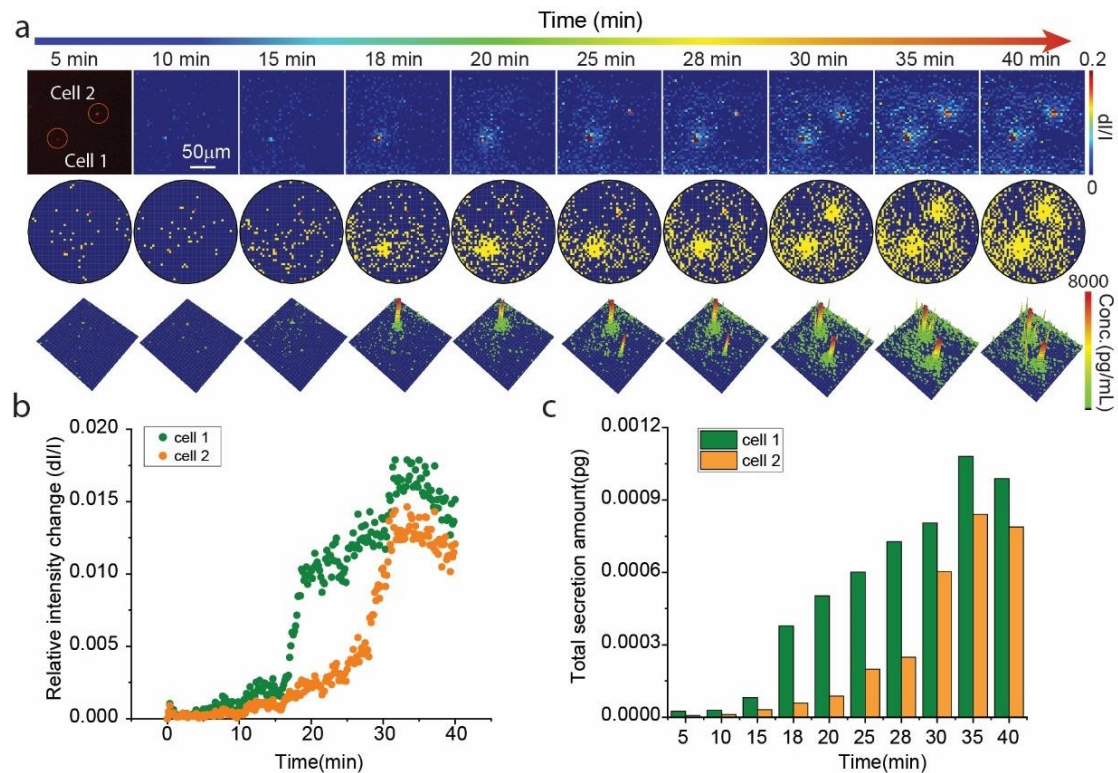 a
Time (min)
5 min 10 min 15 min 18 min 20 min 25 min 28 min 30 min 35 min 40 min
Cell 2
Cell 1
50μm
0.2
dI/I
0
8000
Conc. (pg/mL)
0
b
Relative intensity change (dI/I)
0.020
0.015
0.010
0.005
0.000
cell 1
cell 2
0 10 20 30 40
Time(min)
c
Total secretion amount(pg)
0.0012
0.0009
0.0006
0.0003
0.0000
cell 1
cell 2
5 10 15 18 20 25 28 30 35 40
Time(min)